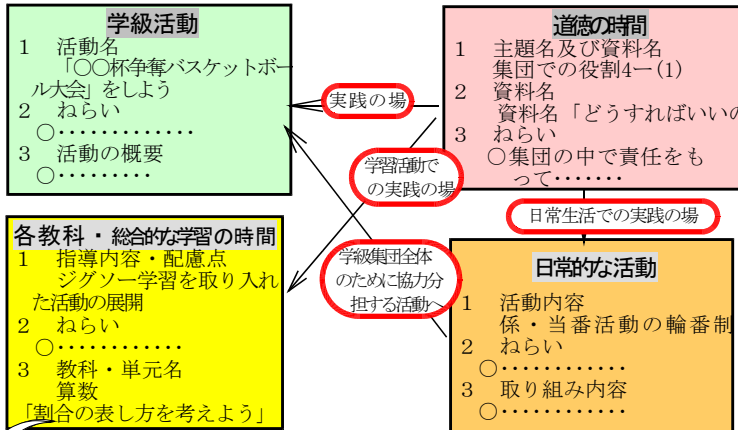 学級活動
1 活動名
「○○杯争奪バスケットボー
ル大会」をしよう
2 ねらい
○・・・・・・・・・・・・・
3 活動の概要
○・・・・・・・・・
道徳の時間
1 主題名及び資料名
集団での役割4ー(1)
2 資料名
資料名「どうすればいいの
3 ねらい
○集団の中で責任をも
って・・・・・・・
実践の場
学習活動で
の実践の場
日常生活での実践の場
学級集団全体
のために協力分
担する活動へ
各教科・総合的な学習の時間
1 指導内容・配慮点
ジグソー学習を取り入れ
た活動の展開
2 ねらい
○・・・・・・・・・・・・
3 教科・単元名
算数
「割合の表し方を考えよう」
日常的な活動
1 活動内容
係・当番活動の輪番制
2 ねらい
○・・・・・・・・・・・・
3 取り組み内容
○・・・・・・・・・・・・